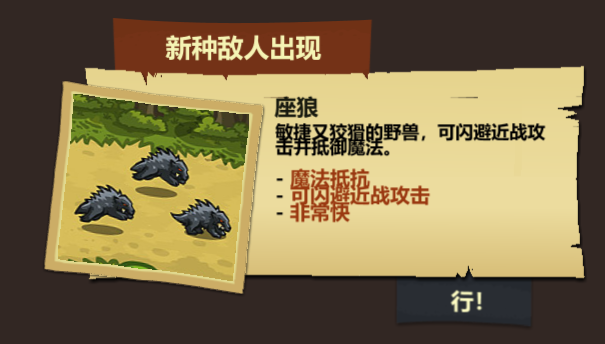 新种敌人出现
座狼
敏捷又狡猾的野兽，可闪避近战攻
击并抵御魔法。
- 魔法抵抗
- 可闪避近战攻击
- 非常快
行!